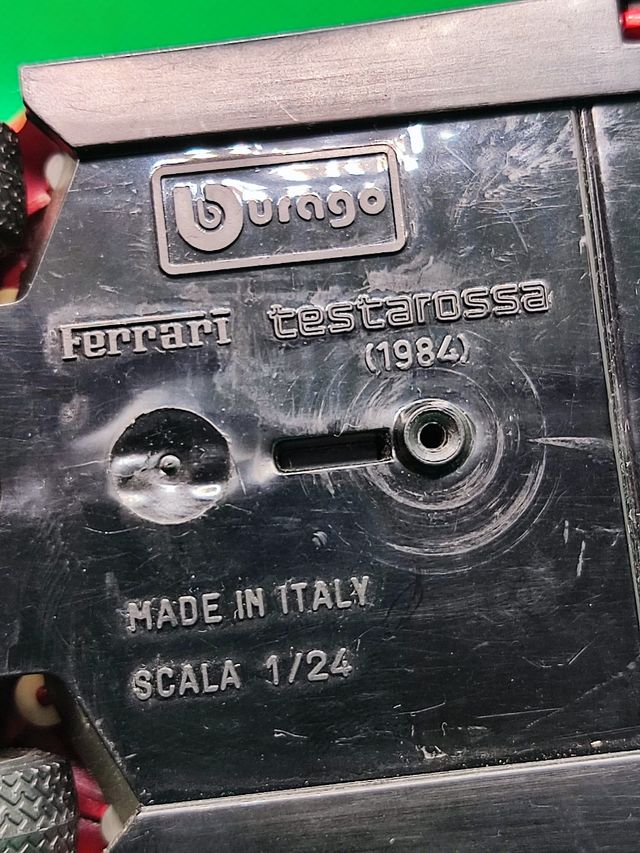 burago
Ferrari testarossa
(1984)
MADE IN ITALY
SCALA 1/24